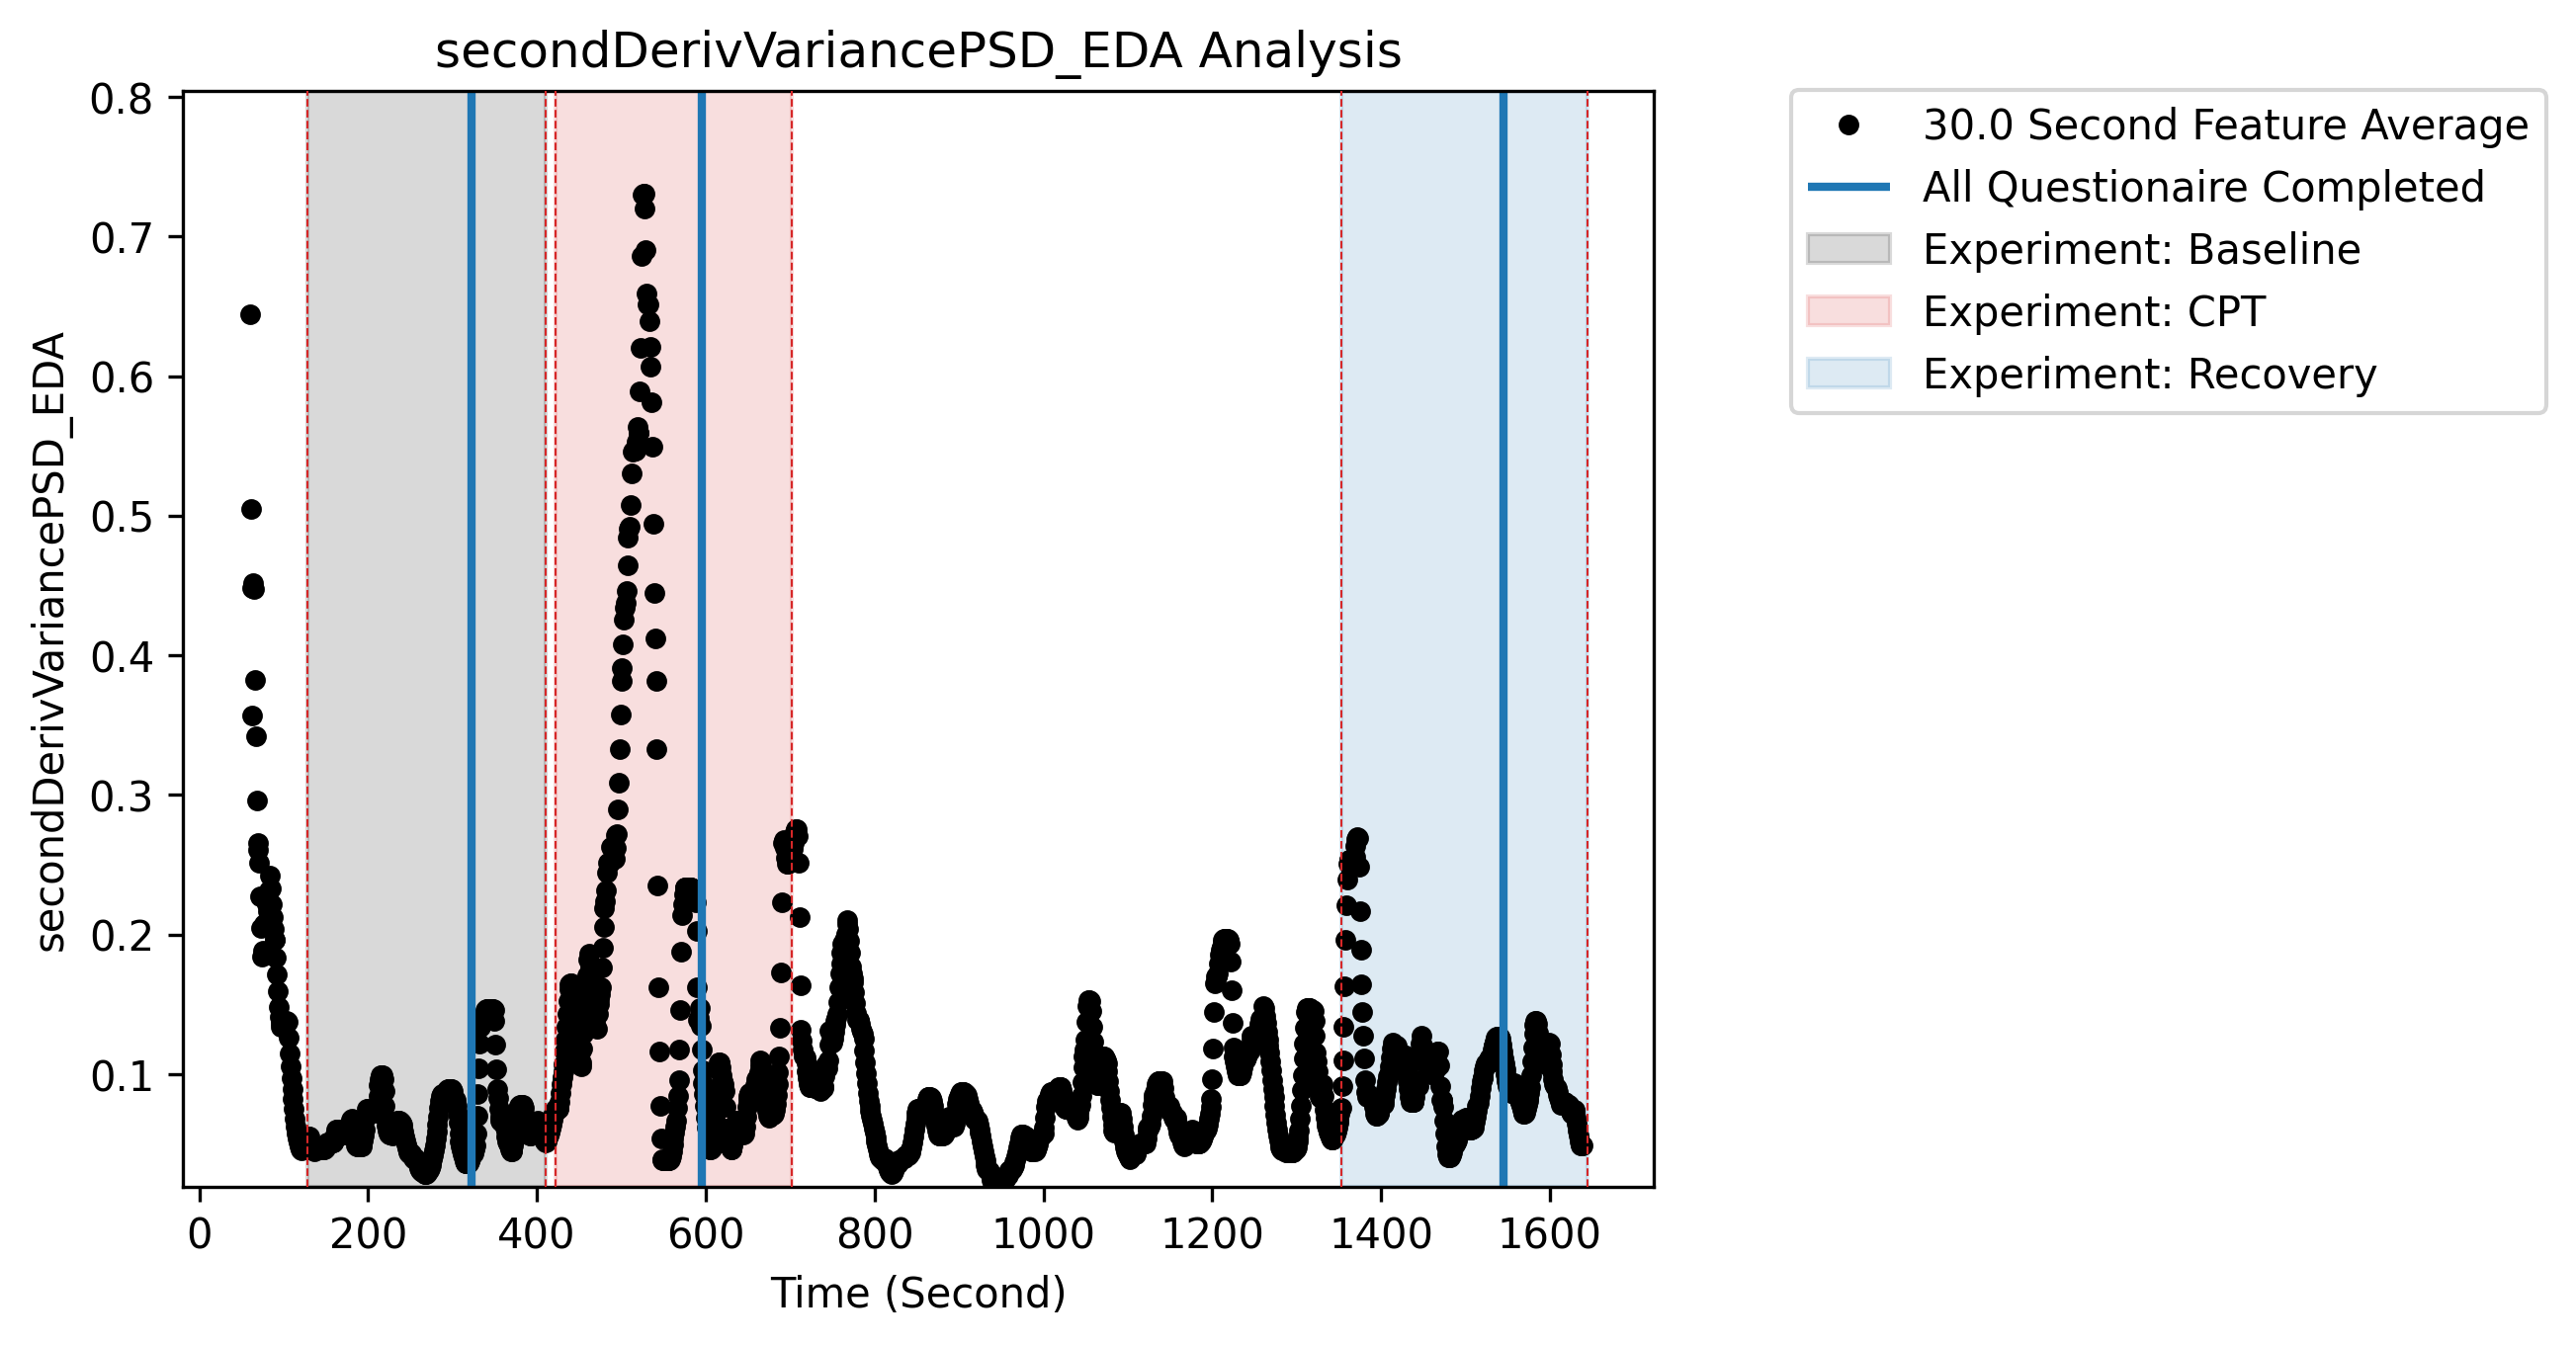 secondDerivVariancePSD_EDA Analysis
0.8
0.7
0.6
0.5
0.4
0.3
0.2
0.1
secondDerivVariancePSD_EDA
0 200 400 600 800 1000 1200 1400 1600
Time (Second)
30.0 Second Feature Average
All Questionaire Completed
Experiment: Baseline
Experiment: CPT
Experiment: Recovery